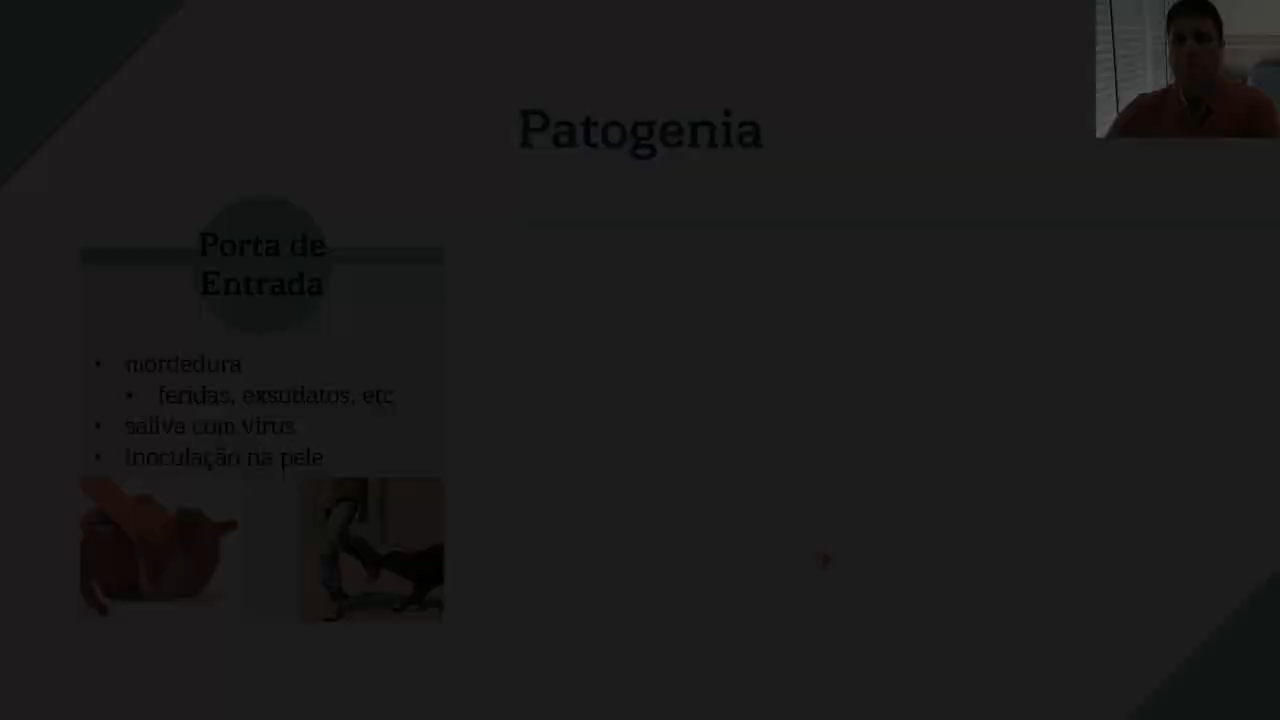 Patogenia
Porta de
Entrada
• mordedura
• feridas, exsudatos, etc
• saliva com vírus
• inoculação na pele